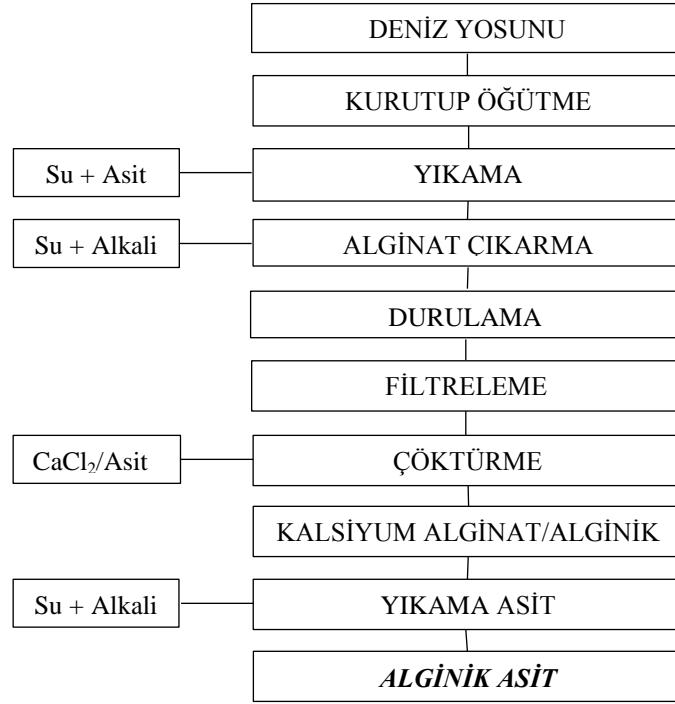 DENİZ YOSUNU
KURUTUP ÖĞÜTME
Su + Asit
YIKAMA
Su + Alkali
ALGİNAT ÇIKARMA
DURULAMA
FİLTRELEME
CaCl₂/Asit
ÇÖKTÜRME
KALSİYUM ALGİNAT/ALGİNİK
Su + Alkali
YIKAMA ASİT
ALGİNİK ASİT